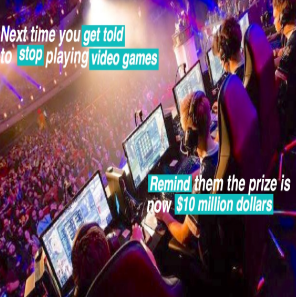 Next time you get told
to stop playing video games
Remind them the prize is
now $10 million dollars